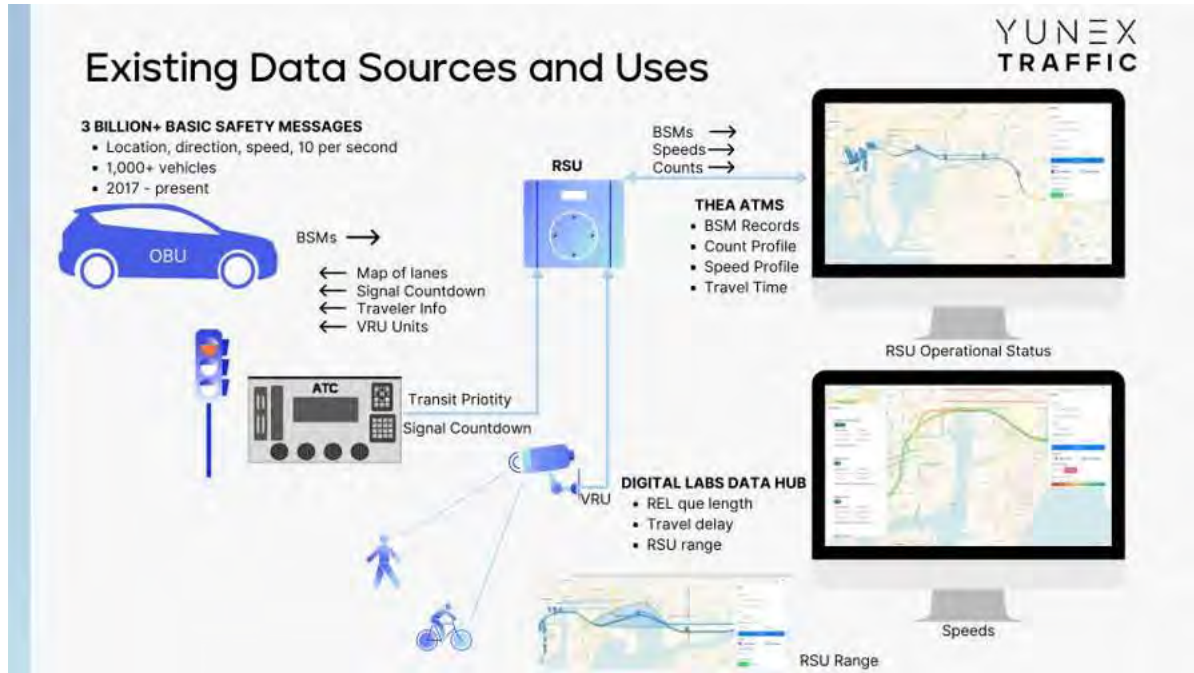 YUNEX
TRAFFIC
Existing Data Sources and Uses
3 BILLION+ BASIC SAFETY MESSAGES
• Location, direction, speed, 10 per second
• 1,000+ vehicles
• 2017 - present
OBU
BSMs →
← Map of lanes
← Signal Countdown
← Traveler Info
← VRU Units
RSU
BSMs →
Speeds →
Counts →
THEA ATMS
• BSM Records
• Count Profile
• Speed Profile
• Travel Time
RSU Operational Status
ATC
Transit Priotity
Signal Countdown
VRU
DIGITAL LABS DATA HUB
• REL que length
• Travel delay
• RSU range
Speeds
RSU Range